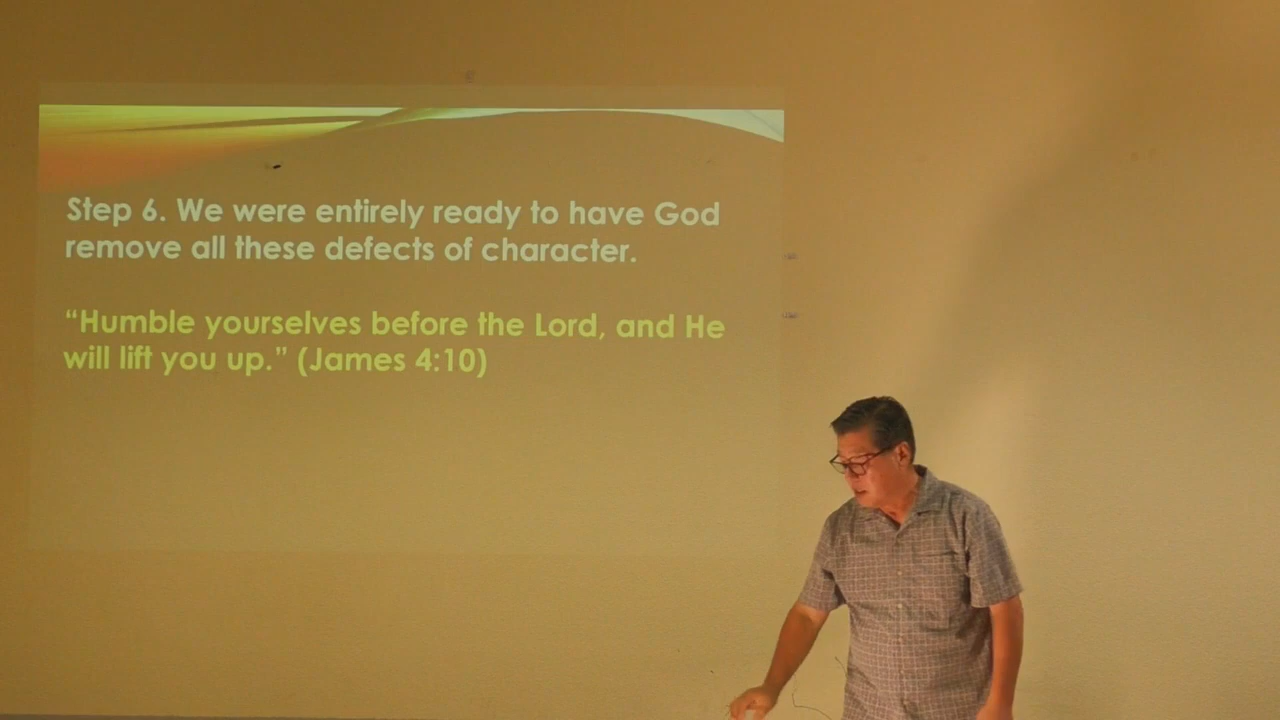 Step 6. We were entirely ready to have God
remove all these defects of character.
“Humble yourselves before the Lord, and He
will lift you up.” (James 4:10)